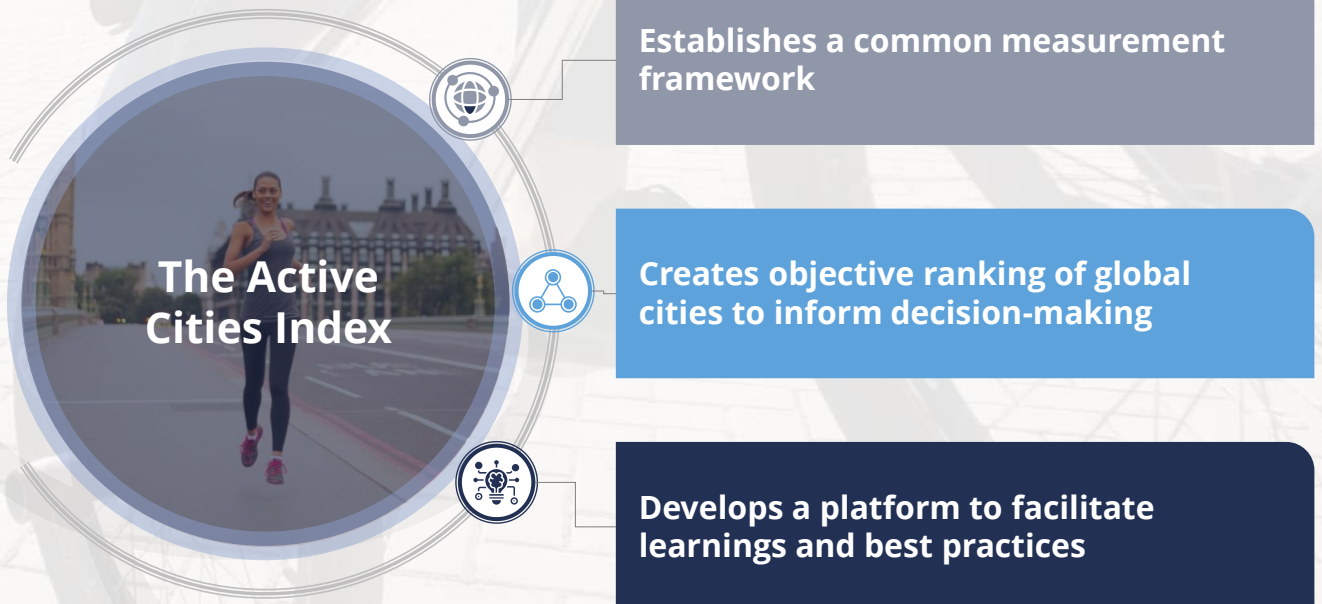 The Active
Cities Index
Establishes a common measurement
framework
Creates objective ranking of global
cities to inform decision-making
Develops a platform to facilitate
learnings and best practices